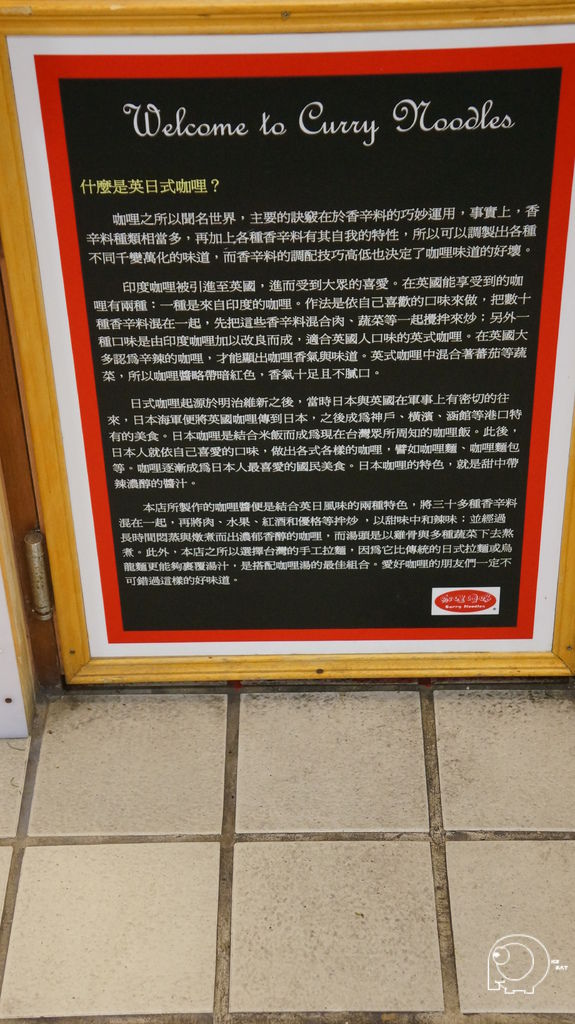 Welcome to Curry Noodles
什麼是英日式咖哩？
咖哩之所以聞名世界，主要的訣竅在於香辛料的巧妙運用，事實上，香
辛料種類相當多，再加上各種香辛料有其自我的特性，所以可以調製出各種
不同千變萬化的味道，而香辛料的調配技巧高低也決定了咖哩味道的好壞。
印度咖哩被引進至英國，進而受到大眾的喜愛。在英國能享受到的咖
哩有兩種：一種是來自印度的咖哩。作法是依自己喜歡的口味來做，把數十
種香辛料混在一起，先把這些香辛料混合肉、蔬菜等一起攪拌來炒；另外一
種口味是由印度咖哩加以改良而成，適合英國人口味的英式咖哩。在英國大
多認為辛辣的咖哩，才能顯出咖哩香氣與味道。英式咖哩中混合著蕃茄等蔬
菜，所以咖哩醬略帶暗紅色，香氣十足且不膩口。
日式咖哩起源於明治維新之後，當時日本與英國在軍事上有密切的往
來，日本海軍便將英國咖哩傳到日本，之後成為神戶、橫濱、涵館等港口特
有的美食。日本咖哩是結合米飯而成為現在台灣眾所周知的咖哩飯。此後，
日本人就依自己喜愛的口味，做出各式各樣的咖哩，譬如咖哩麵、咖哩麵包
等。咖哩逐漸成為日本人最喜愛的國民美食。日本咖哩的特色，就是甜中帶
辣濃醇的醬汁。
本店所製作的咖哩醬便是結合英日風味的兩種特色，將三十多種香辛料
混在一起，再將肉、水果、紅酒和優格等拌炒，以甜味中和辣味；並經過
長時間悶蒸與燉煮而出濃郁香醇的咖哩，而湯頭是以雞骨與多種蔬菜下去熬
煮。此外，本店之所以選擇台灣的手工拉麵，因為它比傳統的日式拉麵或烏
龍麵更能夠裹覆湯汁，是搭配咖哩湯的最佳組合。愛好咖哩的朋友們一定不
可錯過這樣的好味道。
Curry Noodles